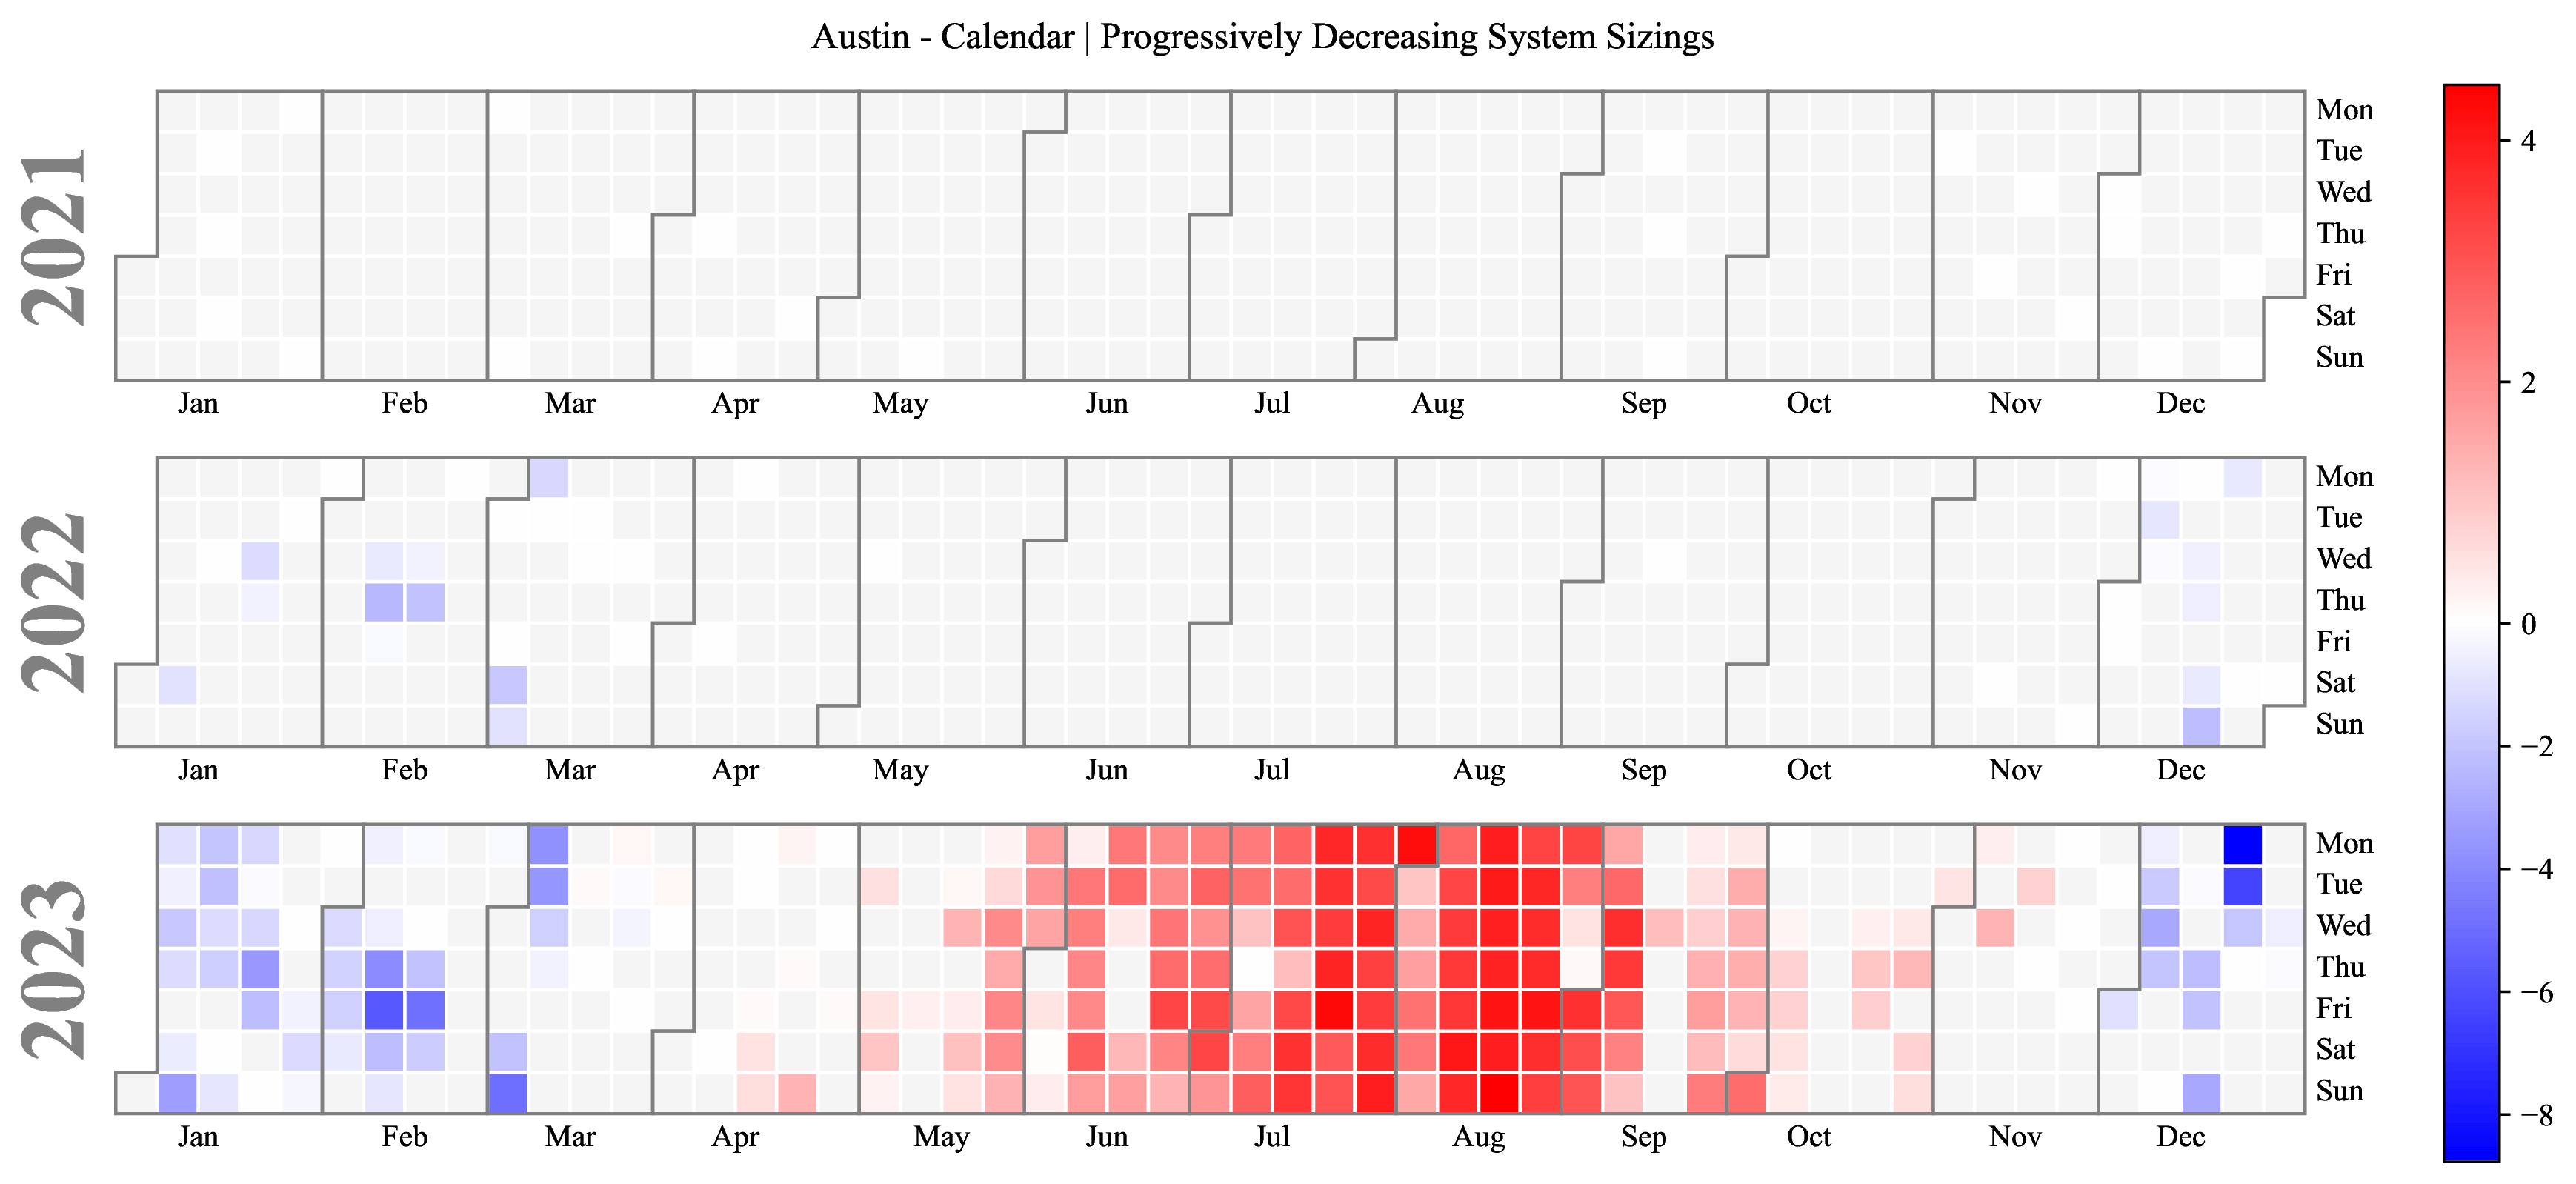 Austin - Calendar | Progressively Decreasing System Sizings
2021
Mon
Tue
Wed
Thu
Fri
Sat
Sun
Jan Feb Mar Apr May Jun Jul Aug Sep Oct Nov Dec
2022
Mon
Tue
Wed
Thu
Fri
Sat
Sun
Jan Feb Mar Apr May Jun Jul Aug Sep Oct Nov Dec
2023
Mon
Tue
Wed
Thu
Fri
Sat
Sun
Jan Feb Mar Apr May Jun Jul Aug Sep Oct Nov Dec
4
2
0
−2
−4
−6
−8